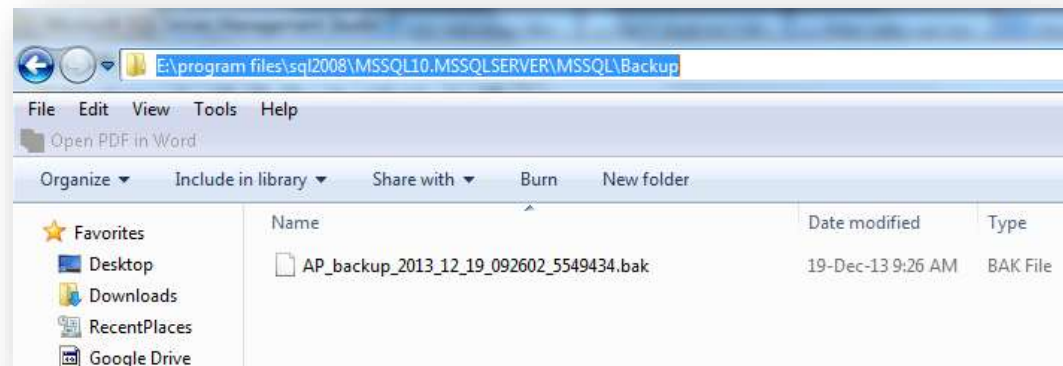 E:\program files\sql2008\MSSQL10.MSSQLSERVER\MSSQL\Backup
File Edit View Tools Help
Open PDF in Word
Organize Include in library Share with Burn New folder
Name Date modified Type
Favorites
Desktop
AP_backup_2013_12_19_092602_5549434.bak 19-Dec-13 9:26 AM BAK File
Downloads
RecentPlaces
Google Drive